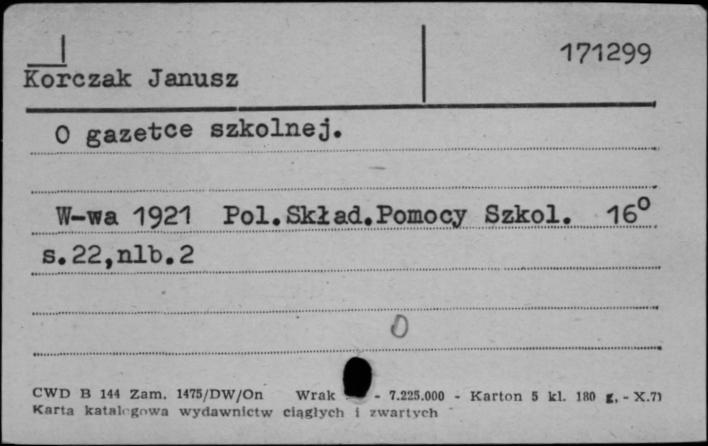 171299
Korczak Janusz
O gazetce szkolnej.
W-wa 1921 Pol.Skład.Pomocy Szkol. 16°
s.22,nlb.2
0
CWD B 144 Zam. 1475/DW/On Wrak - 7.225.000 - Karton 5 kl. 180 g. - X.71
Karta katalogowa wydawnictw ciągłych i zwartych